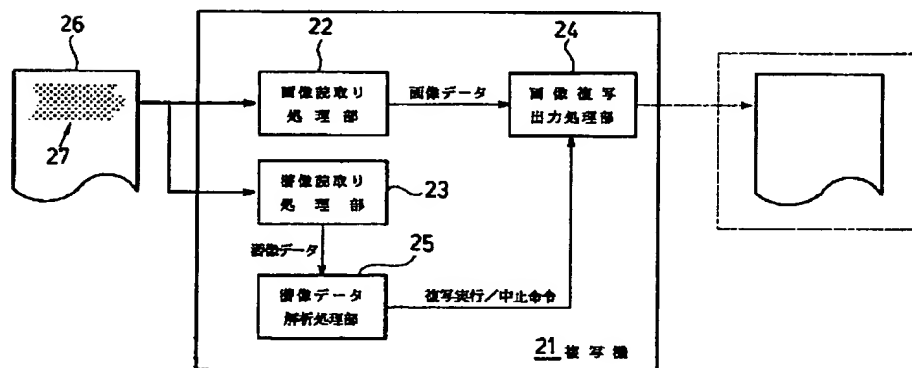 26
22
24
画像読取り
処理部
画像データ
画像複写
出力処理部
27
潜像読取り
処理部
23
潜像データ
25
潜像データ
解析処理部
複写実行／中止命令
21 複写機